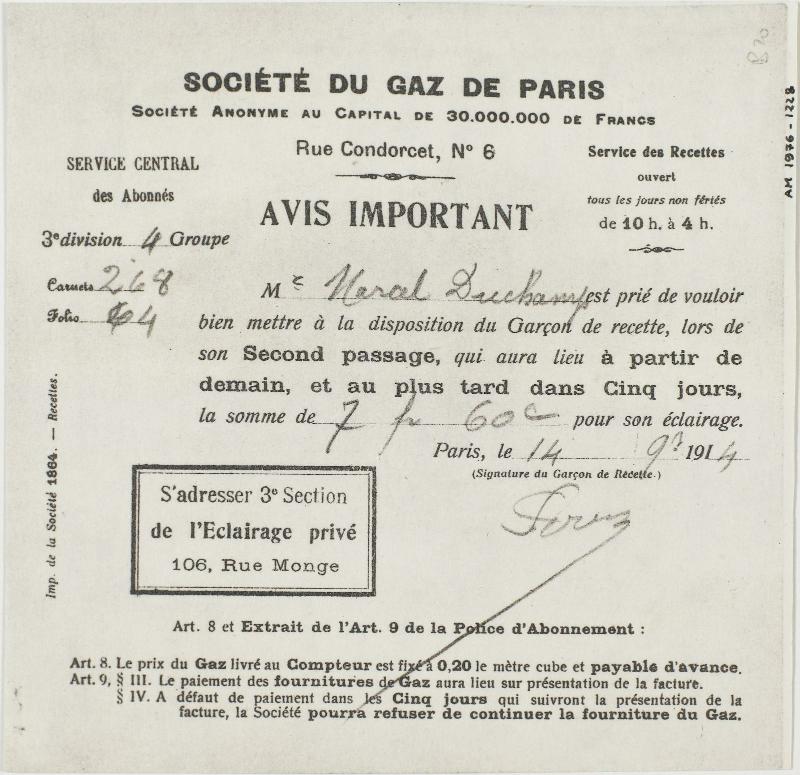 B 20
AM 1976-1228
SOCIÉTÉ DU GAZ DE PARIS
SOCIÉTÉ ANONYME AU CAPITAL DE 30.000.000 DE FRANCS
Rue Condorcet, N° 6
SERVICE CENTRAL
des Abonnés
3e division 4 Groupe
Carnets 268
Folio 64
Service des Recettes
ouvert
tous les jours non fériés
de 10 h. à 4 h.
AVIS IMPORTANT
M r Marcel Duchamp est prié de vouloir
bien mettre à la disposition du Garçon de recette, lors de
son Second passage, qui aura lieu à partir de
demain, et au plus tard dans Cinq jours,
la somme de 7 fr 60 c pour son éclairage.
Paris, le 14 9r 1914
(Signature du Garçon de Recette.)
Imp. de la Société 1864. — Recettes.
S'adresser 3e Section
de l'Eclairage privé
106, Rue Monge
Art. 8 et Extrait de l'Art. 9 de la Police d'Abonnement :
Art. 8. Le prix du Gaz livré au Compteur est fixé à 0,20 le mètre cube et payable d'avance.
Art. 9, § III. Le paiement des fournitures de Gaz aura lieu sur présentation de la facture.
§ IV. A défaut de paiement dans les Cinq jours qui suivront la présentation de la
facture, la Société pourra refuser de continuer la fourniture du Gaz.